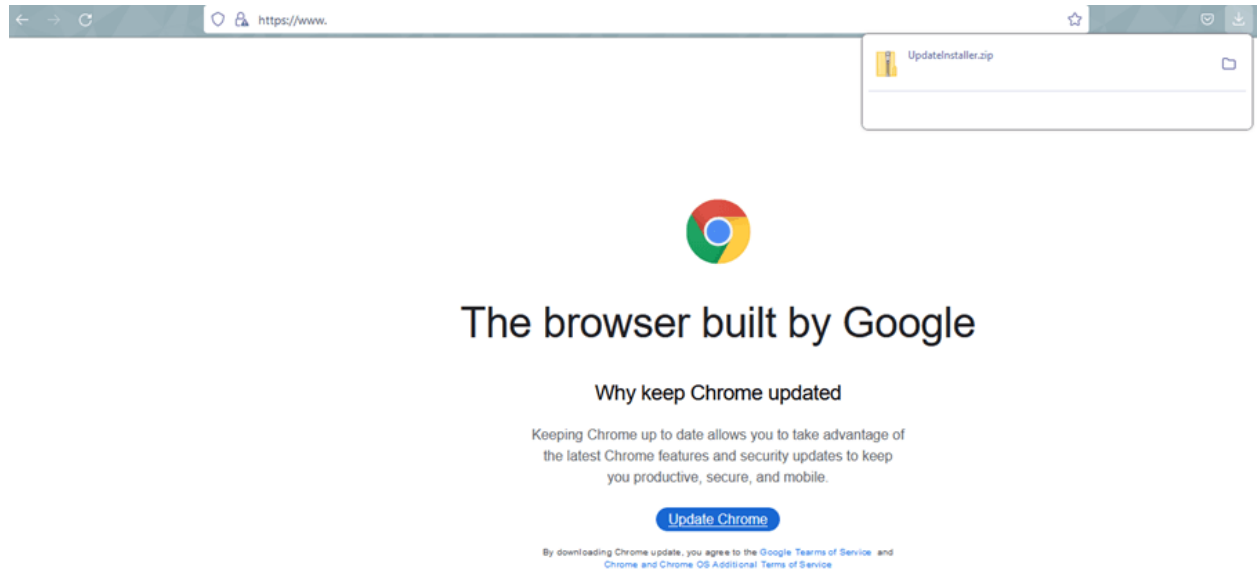 https://www.
UpdateInstaller.zip
The browser built by Google
Why keep Chrome updated
Keeping Chrome up to date allows you to take advantage of
the latest Chrome features and security updates to keep
you productive, secure, and mobile.
Update Chrome
By downloading Chrome update, you agree to the Google Tearms of Service and
Chrome and Chrome OS Additional Terms of Service